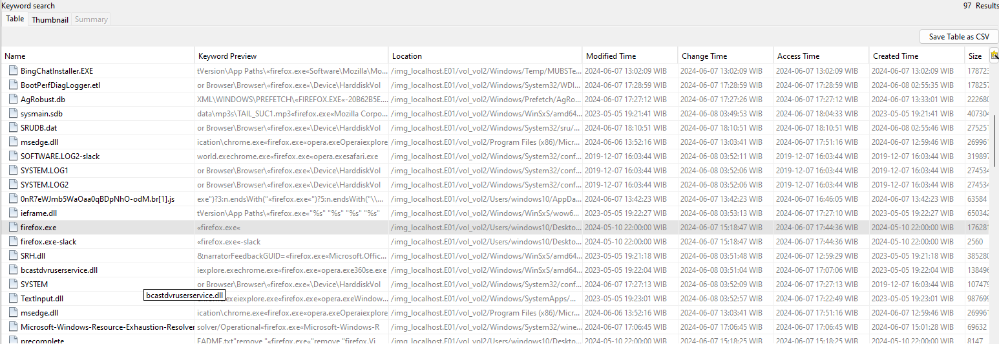 Keyword search 97 Results
Table Thumbnail Summary
Save Table as CSV
Name Keyword Preview Location Modified Time Change Time Access Time Created Time Size
BingChatInstaller.EXE tVersion\App Paths\«firefox.exe«Software\Mozilla\Mo... /img_localhost.E01/vol_vol2/Windows/Temp/MUBSTe... 2024-06-07 13:02:09 WIB 2024-06-07 13:02:09 WIB 2024-06-07 13:02:09 WIB 2024-06-07 13:02:09 WIB 178723
BootPerfDiagLogger.etl or Browser\Browser\«firefox.exe«\Device\HarddiskVol /img_localhost.E01/vol_vol2/Windows/System32/WDI... 2024-06-07 17:28:59 WIB 2024-06-07 17:28:59 WIB 2024-06-07 17:28:59 WIB 2024-06-08 02:55:35 WIB 178257
AgRobust.db XML\WINDOWS\PREFETCH\«FIREFOX.EXE«-20B62B5E.... /img_localhost.E01/vol_vol2/Windows/Prefetch/AgRo... 2024-06-07 17:27:12 WIB 2024-06-07 17:27:26 WIB 2024-06-07 17:27:12 WIB 2024-06-07 13:33:01 WIB 222680
sysmain.sdb data\mp3s\TAIL_SUC1.mp3«firefox.exe«Mozilla Corpo... /img_localhost.E01/vol_vol2/Windows/WinSxS/amd64... 2023-05-05 19:21:41 WIB 2024-06-08 03:49:53 WIB 2024-06-07 18:04:33 WIB 2023-05-05 19:21:41 WIB 407304
SRUDB.dat or Browser\Browser\«firefox.exe«\Device\HarddiskVol /img_localhost.E01/vol_vol2/Windows/System32/sru/... 2024-06-07 18:10:51 WIB 2024-06-07 18:10:51 WIB 2024-06-07 18:10:51 WIB 2024-06-08 02:55:46 WIB 275251
msedge.dll ication\chrome.exe«firefox.exe«opera.exeOperaiexplore /img_localhost.E01/vol_vol2/Program Files (x86)/Micr... 2024-06-06 13:52:16 WIB 2024-06-07 13:03:41 WIB 2024-06-07 17:51:16 WIB 2024-06-07 12:59:46 WIB 269961
SOFTWARE.LOG2-slack world.exechrome.exe«firefox.exe«opera.exesafari.exe /img_localhost.E01/vol_vol2/Windows/System32/conf... 2019-12-07 16:03:44 WIB 2024-06-08 03:52:11 WIB 2019-12-07 16:03:44 WIB 2019-12-07 16:03:44 WIB 319897
SYSTEM.LOG1 or Browser\Browser\«firefox.exe«\Device\HarddiskVol /img_localhost.E01/vol_vol2/Windows/System32/conf... 2019-12-07 16:03:44 WIB 2024-06-08 03:52:06 WIB 2019-12-07 16:03:44 WIB 2019-12-07 16:03:44 WIB 274534
SYSTEM.LOG2 or Browser\Browser\«firefox.exe«\Device\HarddiskVol /img_localhost.E01/vol_vol2/Windows/System32/conf... 2019-12-07 16:03:44 WIB 2024-06-08 03:52:06 WIB 2019-12-07 16:03:44 WIB 2019-12-07 16:03:44 WIB 274534
0nR7eWJmb5WaOaa0qBDpNhO-odM.br[1].js exe")?3:n.endsWith("«firefox.exe«")?5:n.endsWith("\\... /img_localhost.E01/vol_vol2/Users/windows10/AppDa... 2024-06-07 13:42:23 WIB 2024-06-07 13:42:23 WIB 2024-06-07 16:46:05 WIB 2024-06-07 13:42:23 WIB 63584
ieframe.dll tVersion\App Paths\«firefox.exe«"%s" "%s" "%s" "%s" /img_localhost.E01/vol_vol2/Windows/WinSxS/wow6... 2023-05-05 19:22:27 WIB 2024-06-08 03:53:13 WIB 2024-06-07 17:27:10 WIB 2023-05-05 19:22:27 WIB 650342
firefox.exe «firefox.exe« /img_localhost.E01/vol_vol2/Users/windows10/Deskto... 2024-05-10 22:00:00 WIB 2024-06-07 15:18:47 WIB 2024-06-07 17:44:36 WIB 2024-05-10 22:00:00 WIB 176281
firefox.exe-slack «firefox.exe«-slack /img_localhost.E01/vol_vol2/Users/windows10/Deskto... 2024-05-10 22:00:00 WIB 2024-06-07 15:18:47 WIB 2024-06-07 17:44:36 WIB 2024-05-10 22:00:00 WIB 2560
SRH.dll &narratorFeedbackGUID=«firefox.exe«Microsoft.Offic... /img_localhost.E01/vol_vol2/Windows/WinSxS/amd64... 2023-05-05 19:21:18 WIB 2024-06-08 03:51:48 WIB 2024-06-07 12:59:29 WIB 2023-05-05 19:21:18 WIB 385280
bcastdvruserservice.dll iexplore.exechrome.exe«firefox.exe«opera.exe360se.exe /img_localhost.E01/vol_vol2/Windows/WinSxS/amd64... 2023-05-05 19:22:04 WIB 2024-06-08 03:51:04 WIB 2024-06-07 17:07:06 WIB 2023-05-05 19:22:04 WIB 138496
SYSTEM or Browser\Browser\«firefox.exe«\Device\HarddiskVol /img_localhost.E01/vol_vol2/Windows/System32/conf... 2024-06-07 17:27:13 WIB 2024-06-08 03:52:09 WIB 2024-06-07 17:27:13 WIB 2019-12-07 16:03:44 WIB 107479
bcastdvruserservice.dll
TextInput.dll .exeiexplore.exe«firefox.exe«opera.exeWindow... /img_localhost.E01/vol_vol2/Windows/SystemApps/... 2023-05-05 19:23:01 WIB 2024-06-08 03:52:57 WIB 2024-06-07 17:22:49 WIB 2023-05-05 19:23:01 WIB 987699
msedge.dll ication\chrome.exe«firefox.exe«opera.exeOperaiexplore /img_localhost.E01/vol_vol2/Program Files (x86)/Micr... 2024-06-06 13:52:16 WIB 2024-06-07 13:03:41 WIB 2024-06-07 17:51:16 WIB 2024-06-07 12:59:46 WIB 269961
Microsoft-Windows-Resource-Exhaustion-Resolver solver/Operational«firefox.exe«Microsoft-Windows-R /img_localhost.E01/vol_vol2/Windows/System32/wine... 2024-06-07 17:06:45 WIB 2024-06-07 17:06:45 WIB 2024-06-07 17:06:45 WIB 2024-06-07 15:01:28 WIB 69632
precomplete EADME.txt"remove "«firefox.exe«"remove "firefox.Vi /img_localhost.E01/vol_vol2/Users/windows10/Deskto... 2024-05-10 22:00:00 WIB 2024-06-07 15:18:25 WIB 2024-06-07 15:18:25 WIB 2024-05-10 22:00:00 WIB 8147